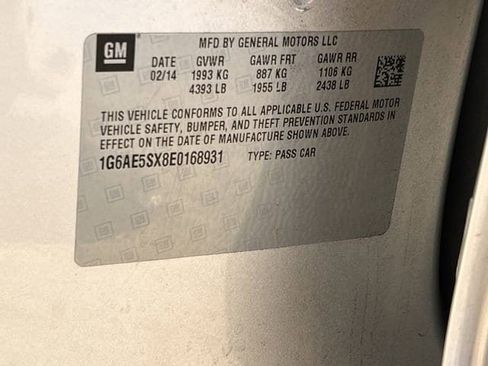 GM
MFD BY GENERAL MOTORS LLC
DATE GVWR GAWR FRT GAWR RR
02/14 1993 KG 887 KG 1106 KG
4393 LB 1955 LB 2438 LB
THIS VEHICLE CONFORMS TO ALL APPLICABLE U.S. FEDERAL MOTOR
VEHICLE SAFETY, BUMPER, AND THEFT PREVENTION STANDARDS IN
EFFECT ON THE DATE OF MANUFACTURE SHOWN ABOVE.
1G6AE5SX8E0168931 TYPE: PASS CAR